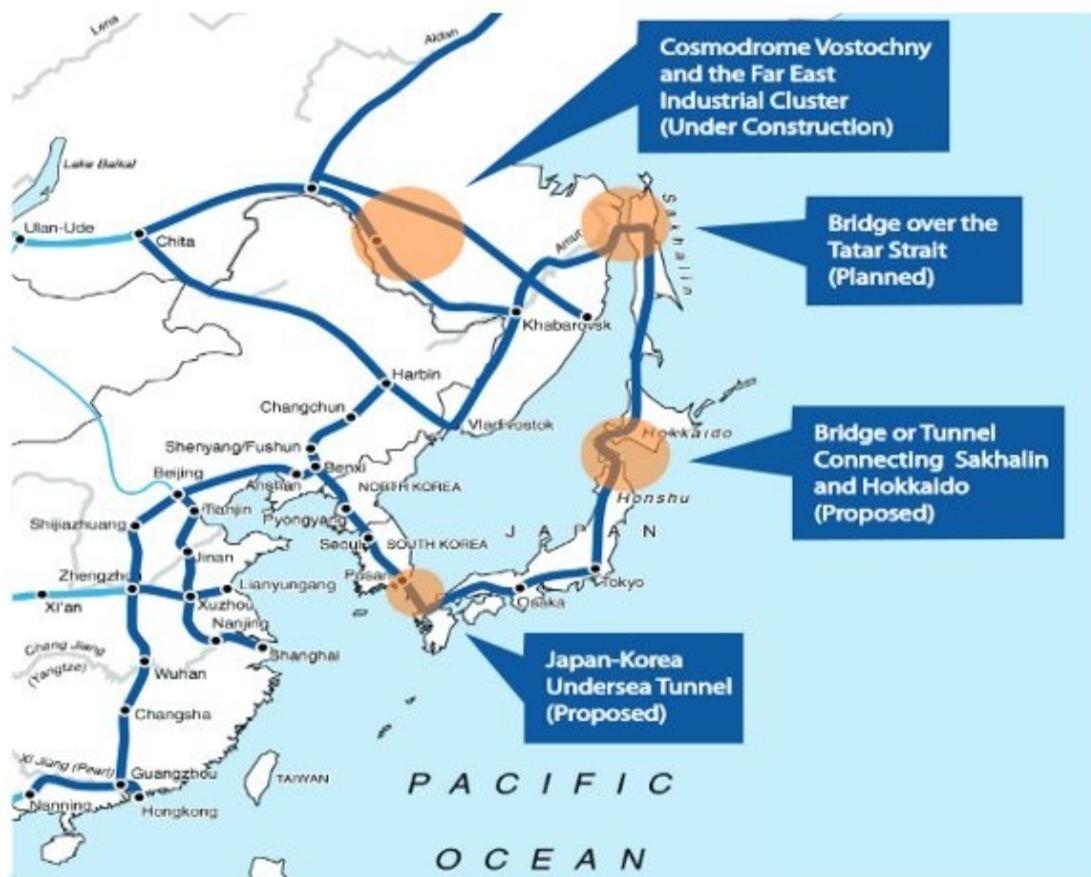 Lena
Aldan
Cosmodrome Vostochny
and the Far East
Industrial Cluster
(Under Construction)
Lake Baikal
Ulan-Ude
Chita
Amur
Sakhalin
Bridge over the
Tatar Strait
(Planned)
Khabarovsk
Harbin
Changchun
Vladivostok
Hokkaido
Shenyang/Fushun
Benxi
Bridge or Tunnel
Connecting Sakhalin
and Hokkaido
(Proposed)
Beijing
Anshan
NORTH KOREA
Honshu
Tianjin
Pyongyang
Shijiazhuang
JAPAN
Seoul
SOUTH KOREA
Jinan
Pusan
Zhengzhou
Lianyungang
Tokyo
Xi'an
Xuzhou
Osaka
Nanjing
Chang Jiang
(Yangtze)
Shanghai
Wuhan
Japan-Korea
Undersea Tunnel
(Proposed)
Changsha
Xi Jiang (Pearl)
Guangzhou
TAIWAN
Nanning
Hongkong
PACIFIC
OCEAN